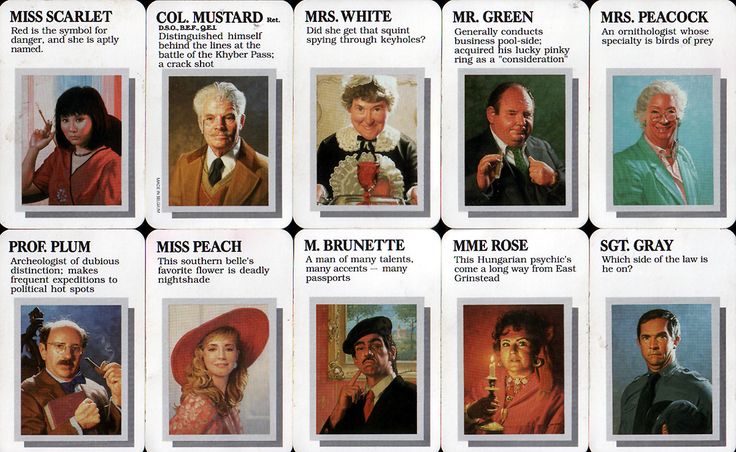 MISS SCARLET
Red is the symbol for
danger, and she is aptly
named.
COL. MUSTARD Ret.
D.S.O., B.E.F., Q.E.I.
Distinguished himself
behind the lines at the
battle of the Khyber Pass;
a crack shot
MADE IN BELGIUM
MRS. WHITE
Did she get that squint
spying through keyholes?
MR. GREEN
Generally conducts
business pool-side;
acquired his lucky pinky
ring as a "consideration"
MRS. PEACOCK
An ornithologist whose
specialty is birds of prey
PROF. PLUM
Archeologist of dubious
distinction; makes
frequent expeditions to
political hot spots
MISS PEACH
This southern belle's
favorite flower is deadly
nightshade
M. BRUNETTE
A man of many talents,
many accents — many
passports
MME ROSE
This Hungarian psychic's
come a long way from East
Grinstead
SGT. GRAY
Which side of the law is
he on?